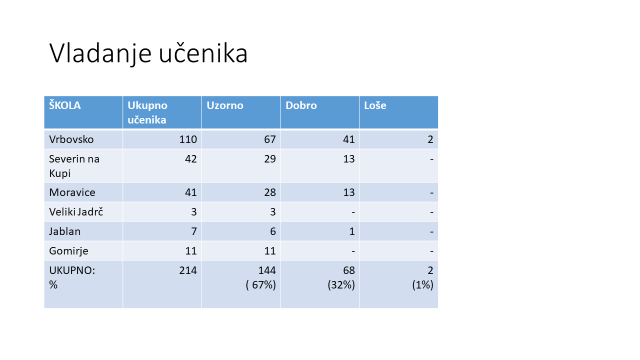 Vladanje učenika
ŠKOLA Ukupno učenika Uzorno Dobro Loše
Vrbovsko 110 67 41 2
Severin na Kupi 42 29 13 -
Moravice 41 28 13 -
Veliki Jadrč 3 3 - -
Jablan 7 6 1 -
Gomirje 11 11 - -
UKUPNO: 214 144 68 2
% ( 67%) (32%) (1%)